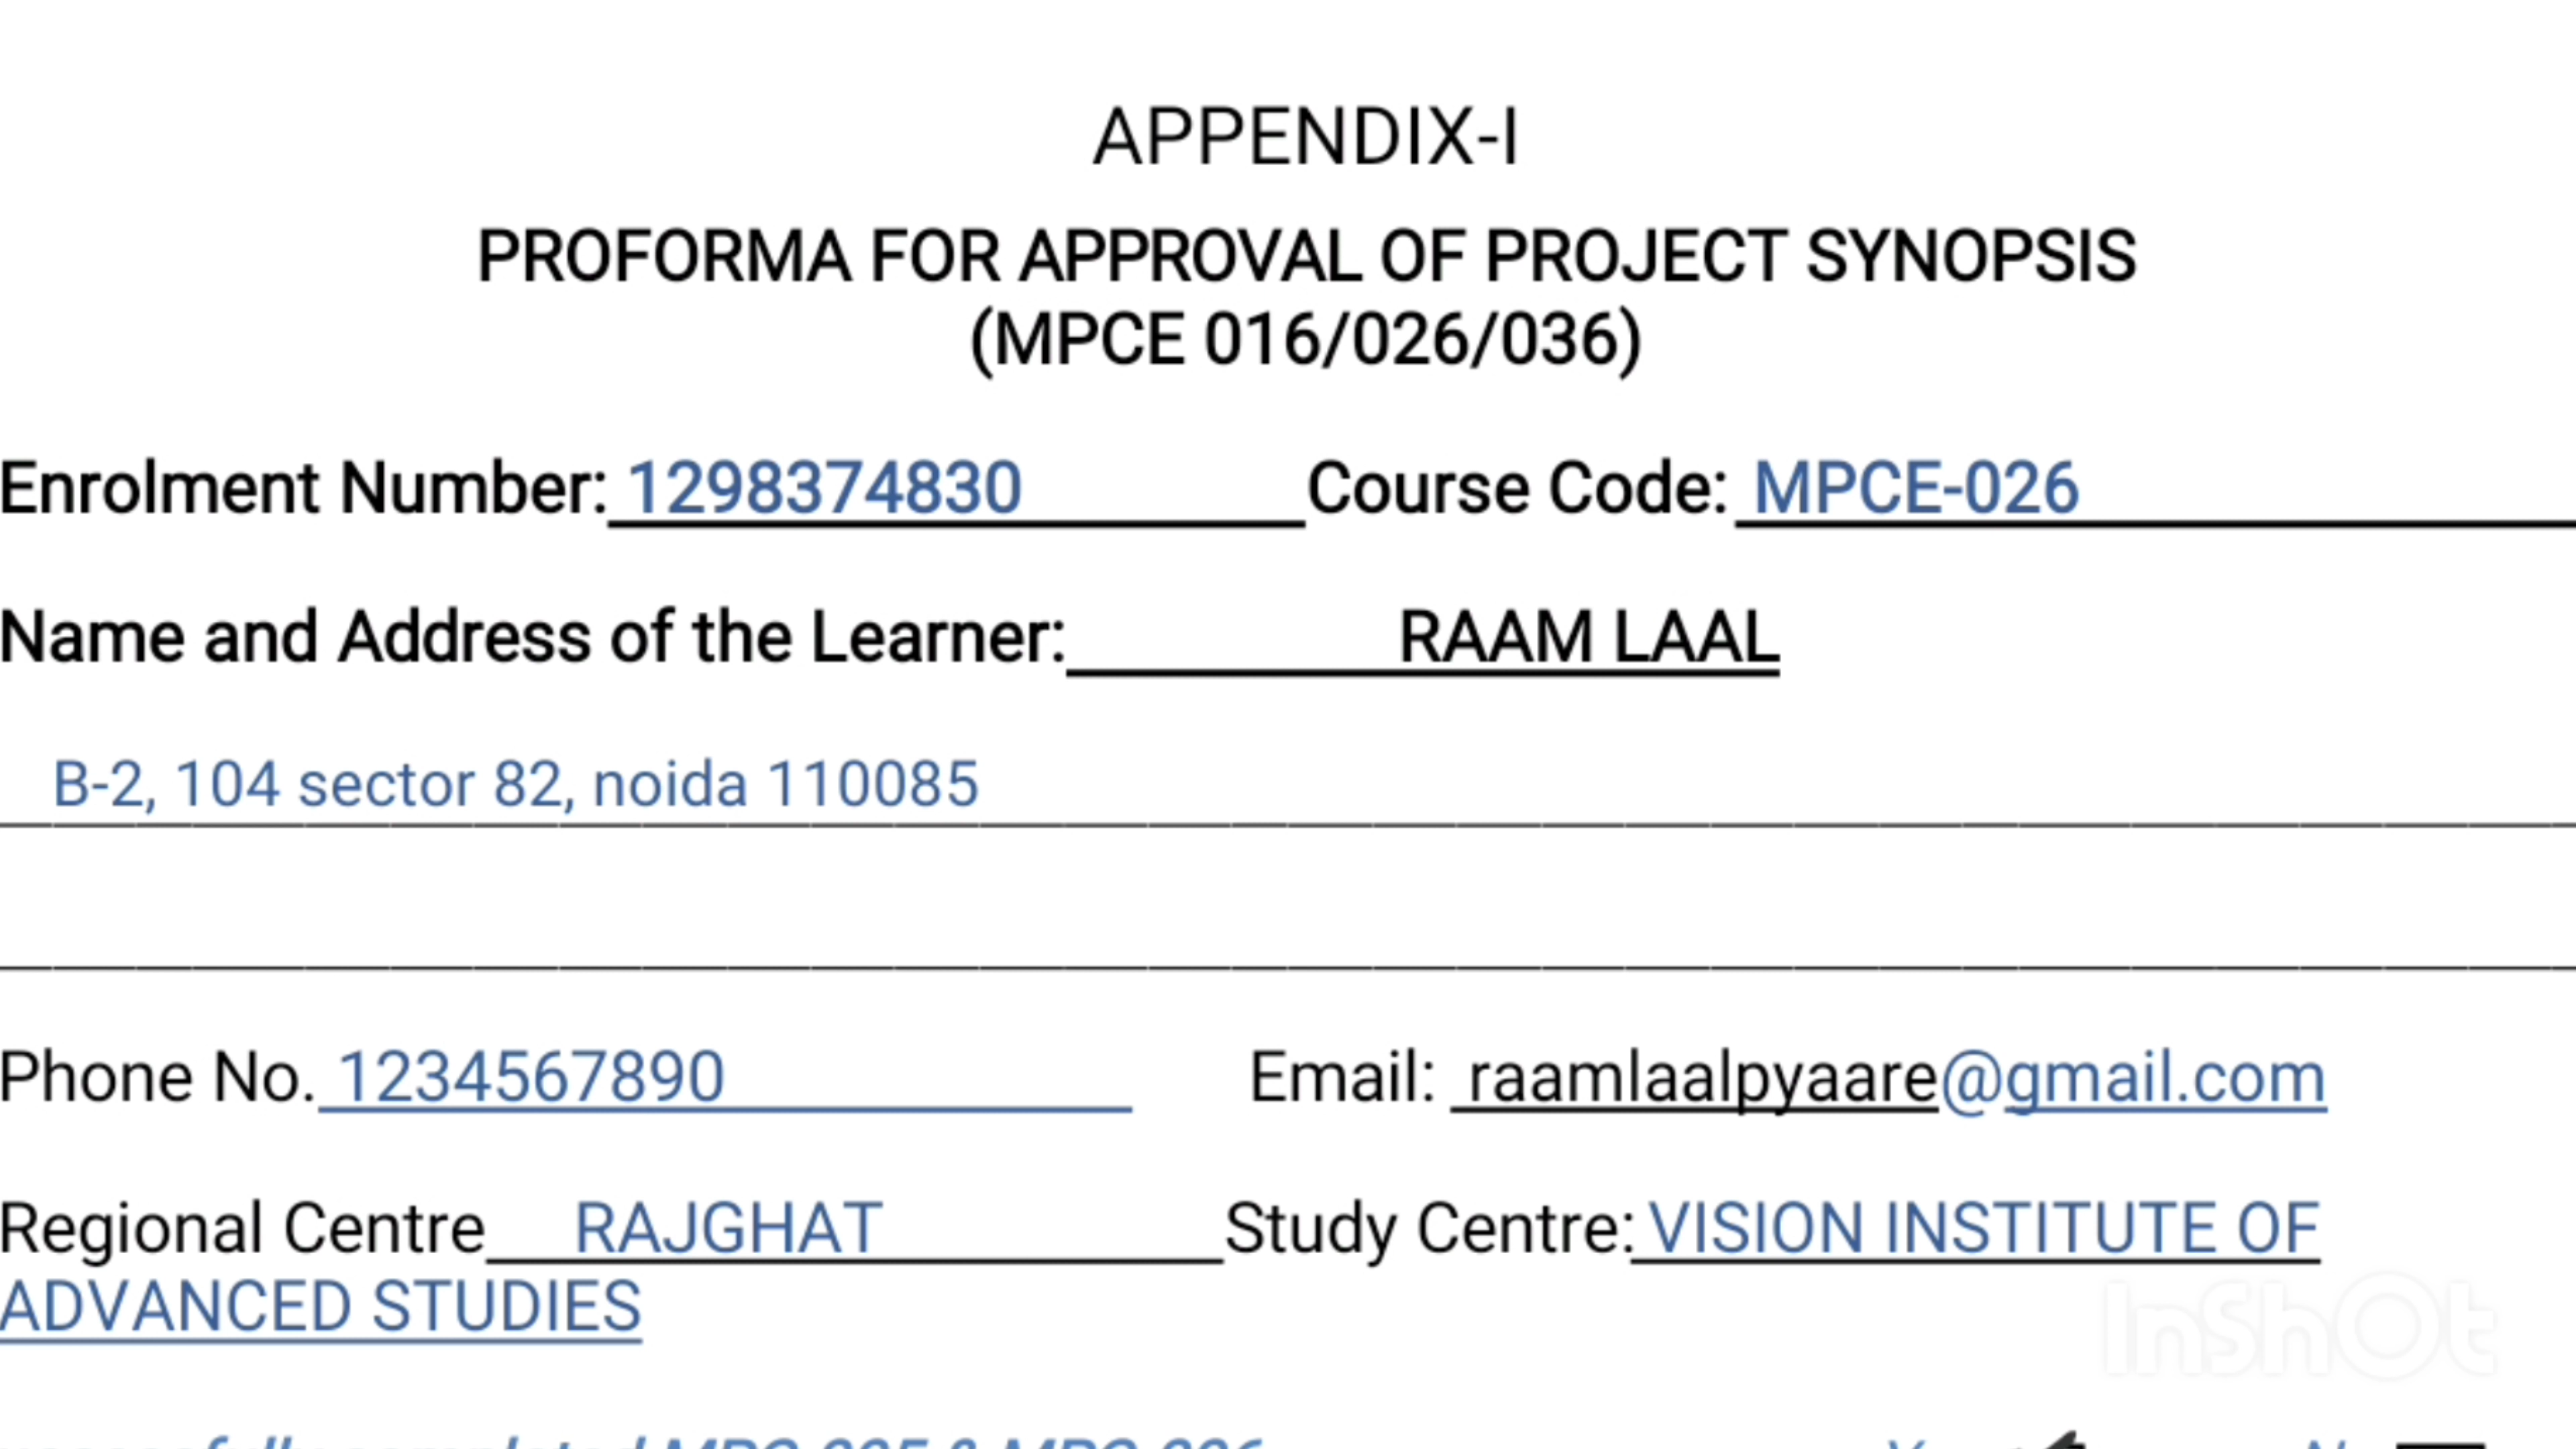 APPENDIX-I
PROFORMA FOR APPROVAL OF PROJECT SYNOPSIS
(MPCE 016/026/036)
Enrolment Number: 1298374830 Course Code: MPCE-026
Name and Address of the Learner: RAAM LAAL
B-2, 104 sector 82, noida 110085
Phone No. 1234567890 Email: raamlaalpyaare@gmail.com
Regional Centre RAJGHAT Study Centre: VISION INSTITUTE OF
ADVANCED STUDIES
InShOt